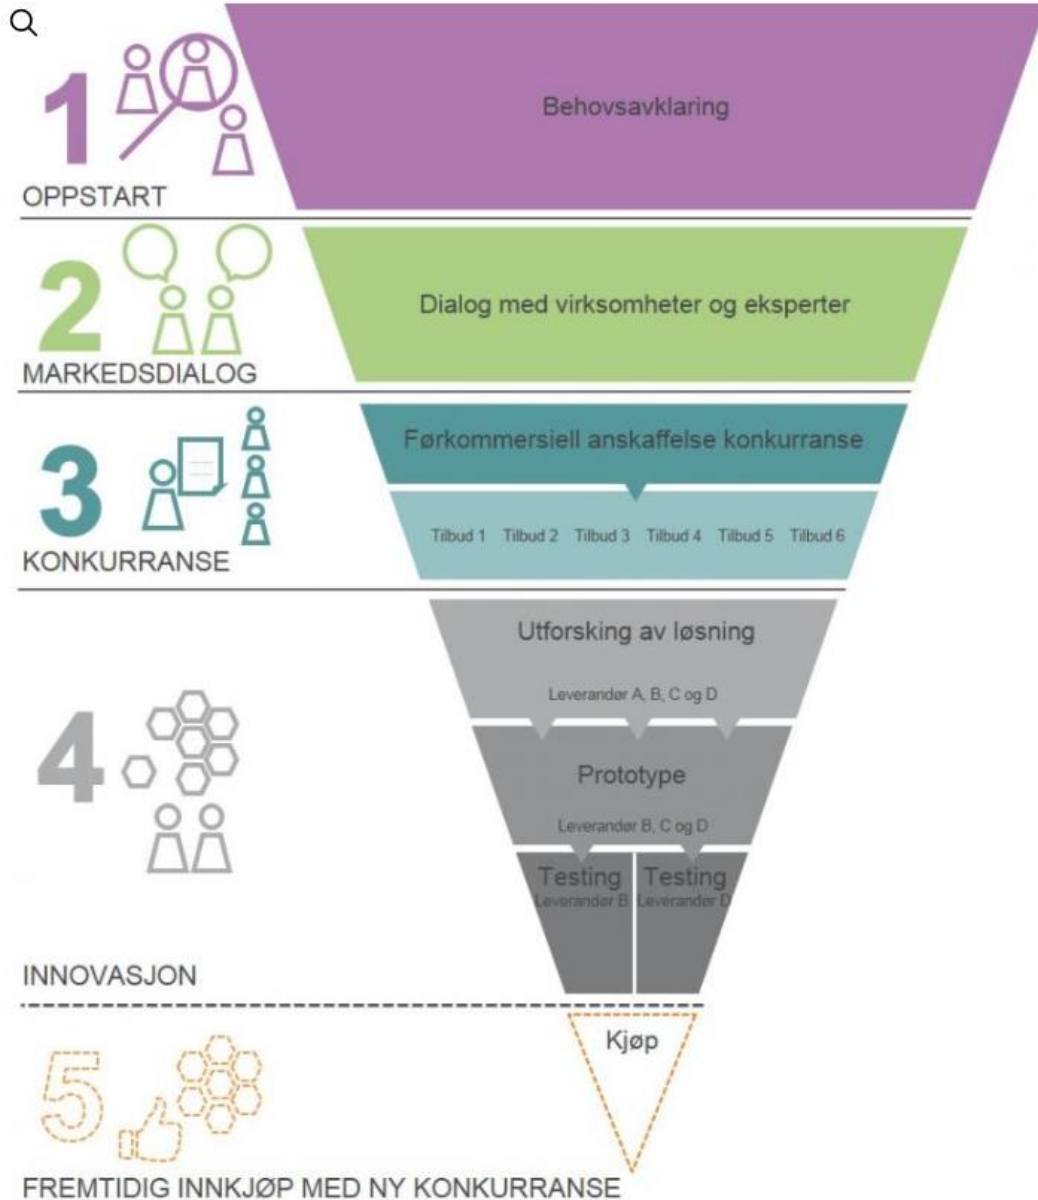 1
OPPSTART
Behovsavklaring
2
MARKEDSDIALOG
Dialog med virksomheter og eksperter
3
KONKURRANSE
Førkommersiell anskaffelse konkurranse
Tilbud 1 Tilbud 2 Tilbud 3 Tilbud 4 Tilbud 5 Tilbud 6
4
INNOVASJON
Utforsking av løsning
Leverandør A, B, C og D
Prototype
Leverandør B, C og D
Testing
Leverandør B
Testing
Leverandør D
5
Kjøp
FREMTIDIG INNKJØP MED NY KONKURRANSE